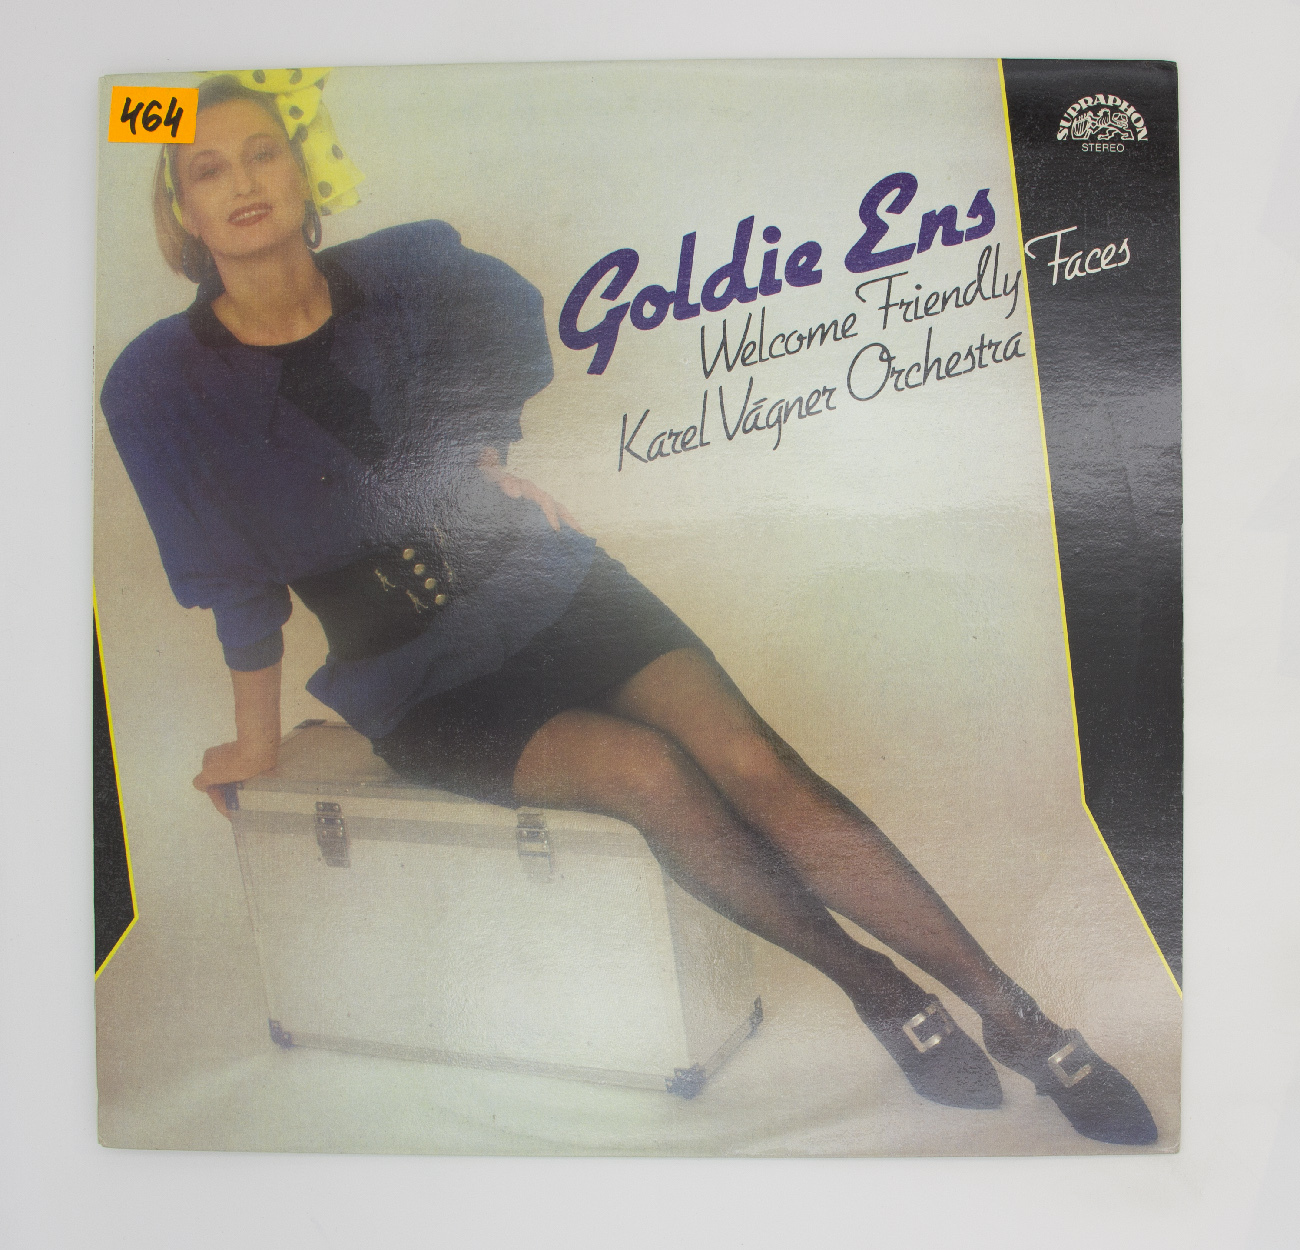 464
SUPRAPHON
STEREO
Goldie Ens
Welcome Friendly Faces
Karel Vágner Orchestra